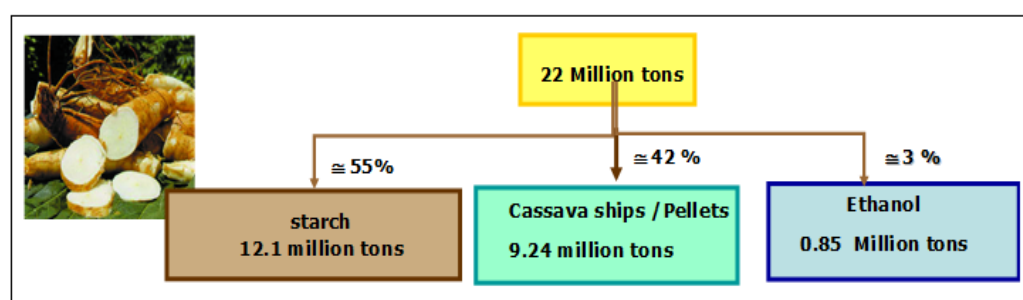 22 Million tons
≅ 55%
≅ 42 %
≅ 3 %
starch
12.1 million tons
Cassava ships / Pellets
9.24 million tons
Ethanol
0.85 Million tons